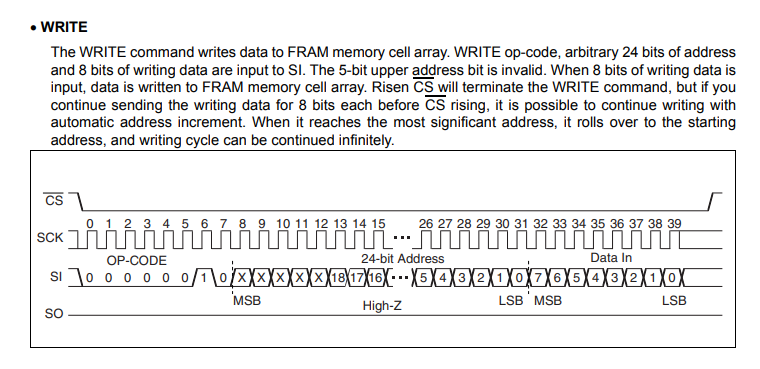 • WRITE
The WRITE command writes data to FRAM memory cell array. WRITE op-code, arbitrary 24 bits of address
and 8 bits of writing data are input to SI. The 5-bit upper address bit is invalid. When 8 bits of writing data is
input, data is written to FRAM memory cell array. Risen CS will terminate the WRITE command, but if you
continue sending the writing data for 8 bits each before CS rising, it is possible to continue writing with
automatic address increment. When it reaches the most significant address, it rolls over to the starting
address, and writing cycle can be continued infinitely.
CS
0 1 2 3 4 5 6 7 8 9 10 11 12 13 14 15 26 27 28 29 30 31 32 33 34 35 36 37 38 39
SCK ...
OP-CODE 24-bit Address Data In
SI 0 0 0 0 0 0 1 0 X X X X X 18 17 16 ... 5 4 3 2 1 0 7 6 5 4 3 2 1 0
MSB High-Z LSB MSB LSB
SO